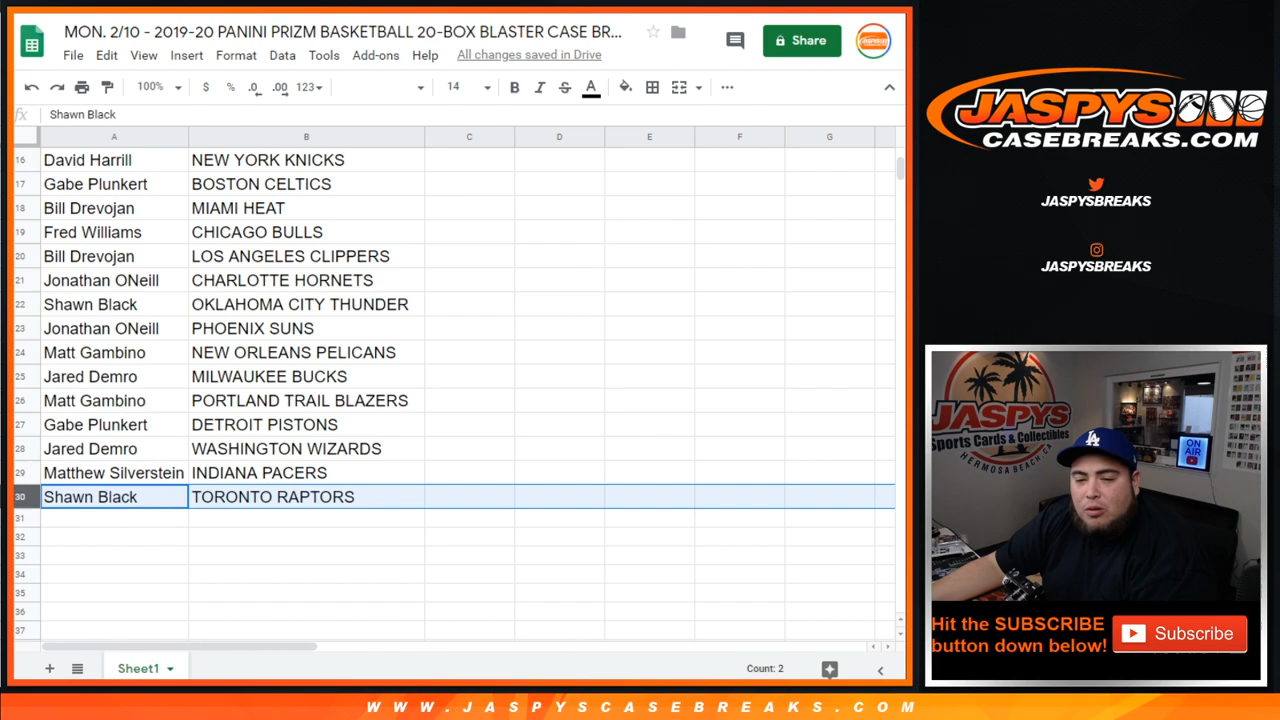 MON. 2/10 - 2019-20 PANINI PRIZM BASKETBALL 20-BOX BLASTER CASE BR...
File Edit View Insert Format Data Tools Add-ons Help All changes saved in Drive
Share
100% $ % .0 .00 123 14 B I S A
fx Shawn Black
A B C D E F G
16 David Harrill NEW YORK KNICKS
17 Gabe Plunkert BOSTON CELTICS
18 Bill Drevojan MIAMI HEAT
19 Fred Williams CHICAGO BULLS
20 Bill Drevojan LOS ANGELES CLIPPERS
21 Jonathan ONeill CHARLOTTE HORNETS
22 Shawn Black OKLAHOMA CITY THUNDER
23 Jonathan ONeill PHOENIX SUNS
24 Matt Gambino NEW ORLEANS PELICANS
25 Jared Demro MILWAUKEE BUCKS
26 Matt Gambino PORTLAND TRAIL BLAZERS
27 Gabe Plunkert DETROIT PISTONS
28 Jared Demro WASHINGTON WIZARDS
29 Matthew Silverstein INDIANA PACERS
30 Shawn Black TORONTO RAPTORS
31
32
33
34
35
36
37
Sheet1 Count: 2
JASPYS
CASEBREAKS.COM
JASPYSBREAKS
JASPYSBREAKS
JASPYS
Sports Cards & Collectibles
HERMOSA BEACH, CA
ON
AIR
LA
Hit the SUBSCRIBE
button down below!
Subscribe
WWW.JASPYSCASEBREAKS.COM